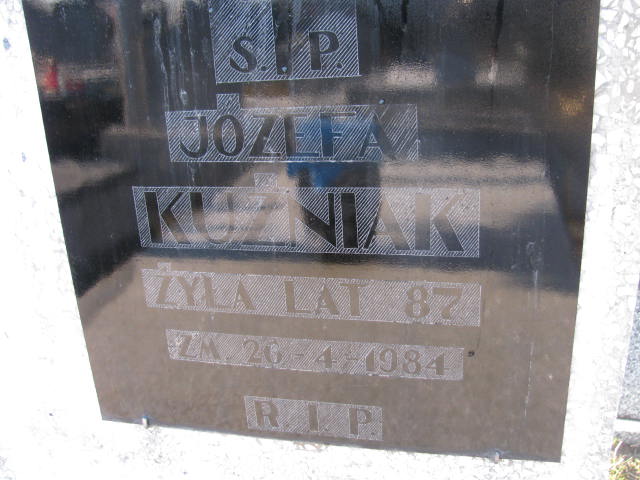 Ś.P.
JÓZEFA
KUŹNIAK
ŻYŁA LAT 87
ZM. 26-4-1984
R.I.P.